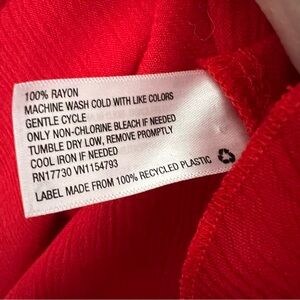 100% RAYON
MACHINE WASH COLD WITH LIKE COLORS
GENTLE CYCLE
ONLY NON-CHLORINE BLEACH IF NEEDED
TUMBLE DRY LOW, REMOVE PROMPTLY
COOL IRON IF NEEDED
RN17730 VN1154793
LABEL MADE FROM 100% RECYCLED PLASTIC